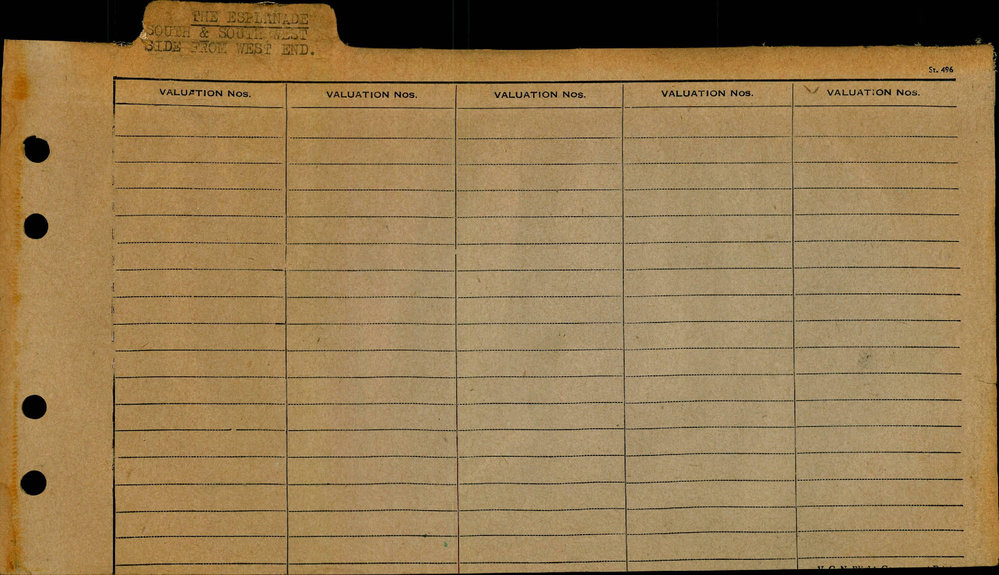 THE ESPLANADE
SOUTH & SOUTH WEST
SIDE FROM WEST END.
St. 496
VALUATION Nos. VALUATION Nos. VALUATION Nos. VALUATION Nos. VALUATION Nos.